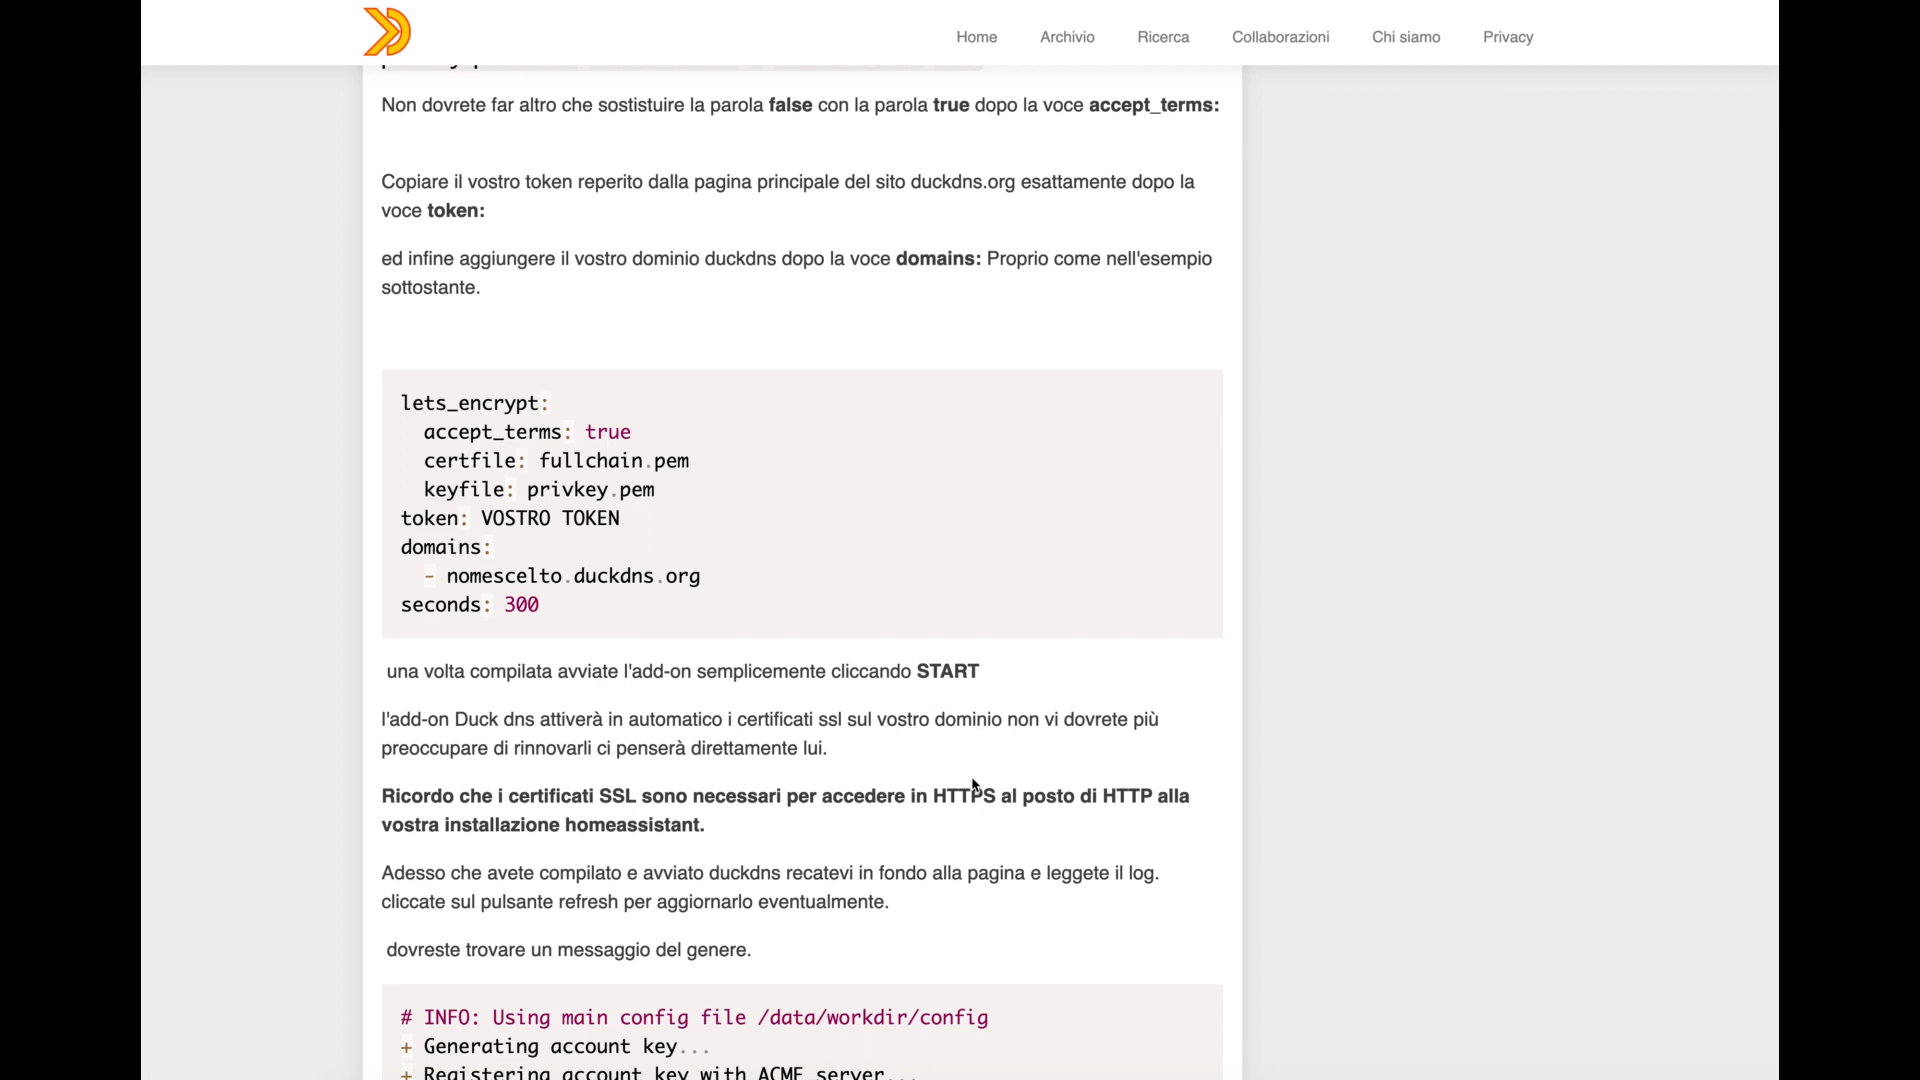 Home Archivio Ricerca Collaborazioni Chi siamo Privacy
Non dovrete far altro che sostistuire la parola false con la parola true dopo la voce accept_terms:
Copiare il vostro token reperito dalla pagina principale del sito duckdns.org esattamente dopo la
voce token:
ed infine aggiungere il vostro dominio duckdns dopo la voce domains: Proprio come nell'esempio
sottostante.
lets_encrypt:
  accept_terms: true
  certfile: fullchain.pem
  keyfile: privkey.pem
token: VOSTRO TOKEN
domains:
  - nomescelto.duckdns.org
seconds: 300
una volta compilata avviate l'add-on semplicemente cliccando START
l'add-on Duck dns attiverà in automatico i certificati ssl sul vostro dominio non vi dovrete più
preoccupare di rinnovarli ci penserà direttamente lui.
Ricordo che i certificati SSL sono necessari per accedere in HTTPS al posto di HTTP alla
vostra installazione homeassistant.
Adesso che avete compilato e avviato duckdns recatevi in fondo alla pagina e leggete il log.
cliccate sul pulsante refresh per aggiornarlo eventualmente.
dovreste trovare un messaggio del genere.
# INFO: Using main config file /data/workdir/config
+ Generating account key...
+ Registering account key with ACME server...